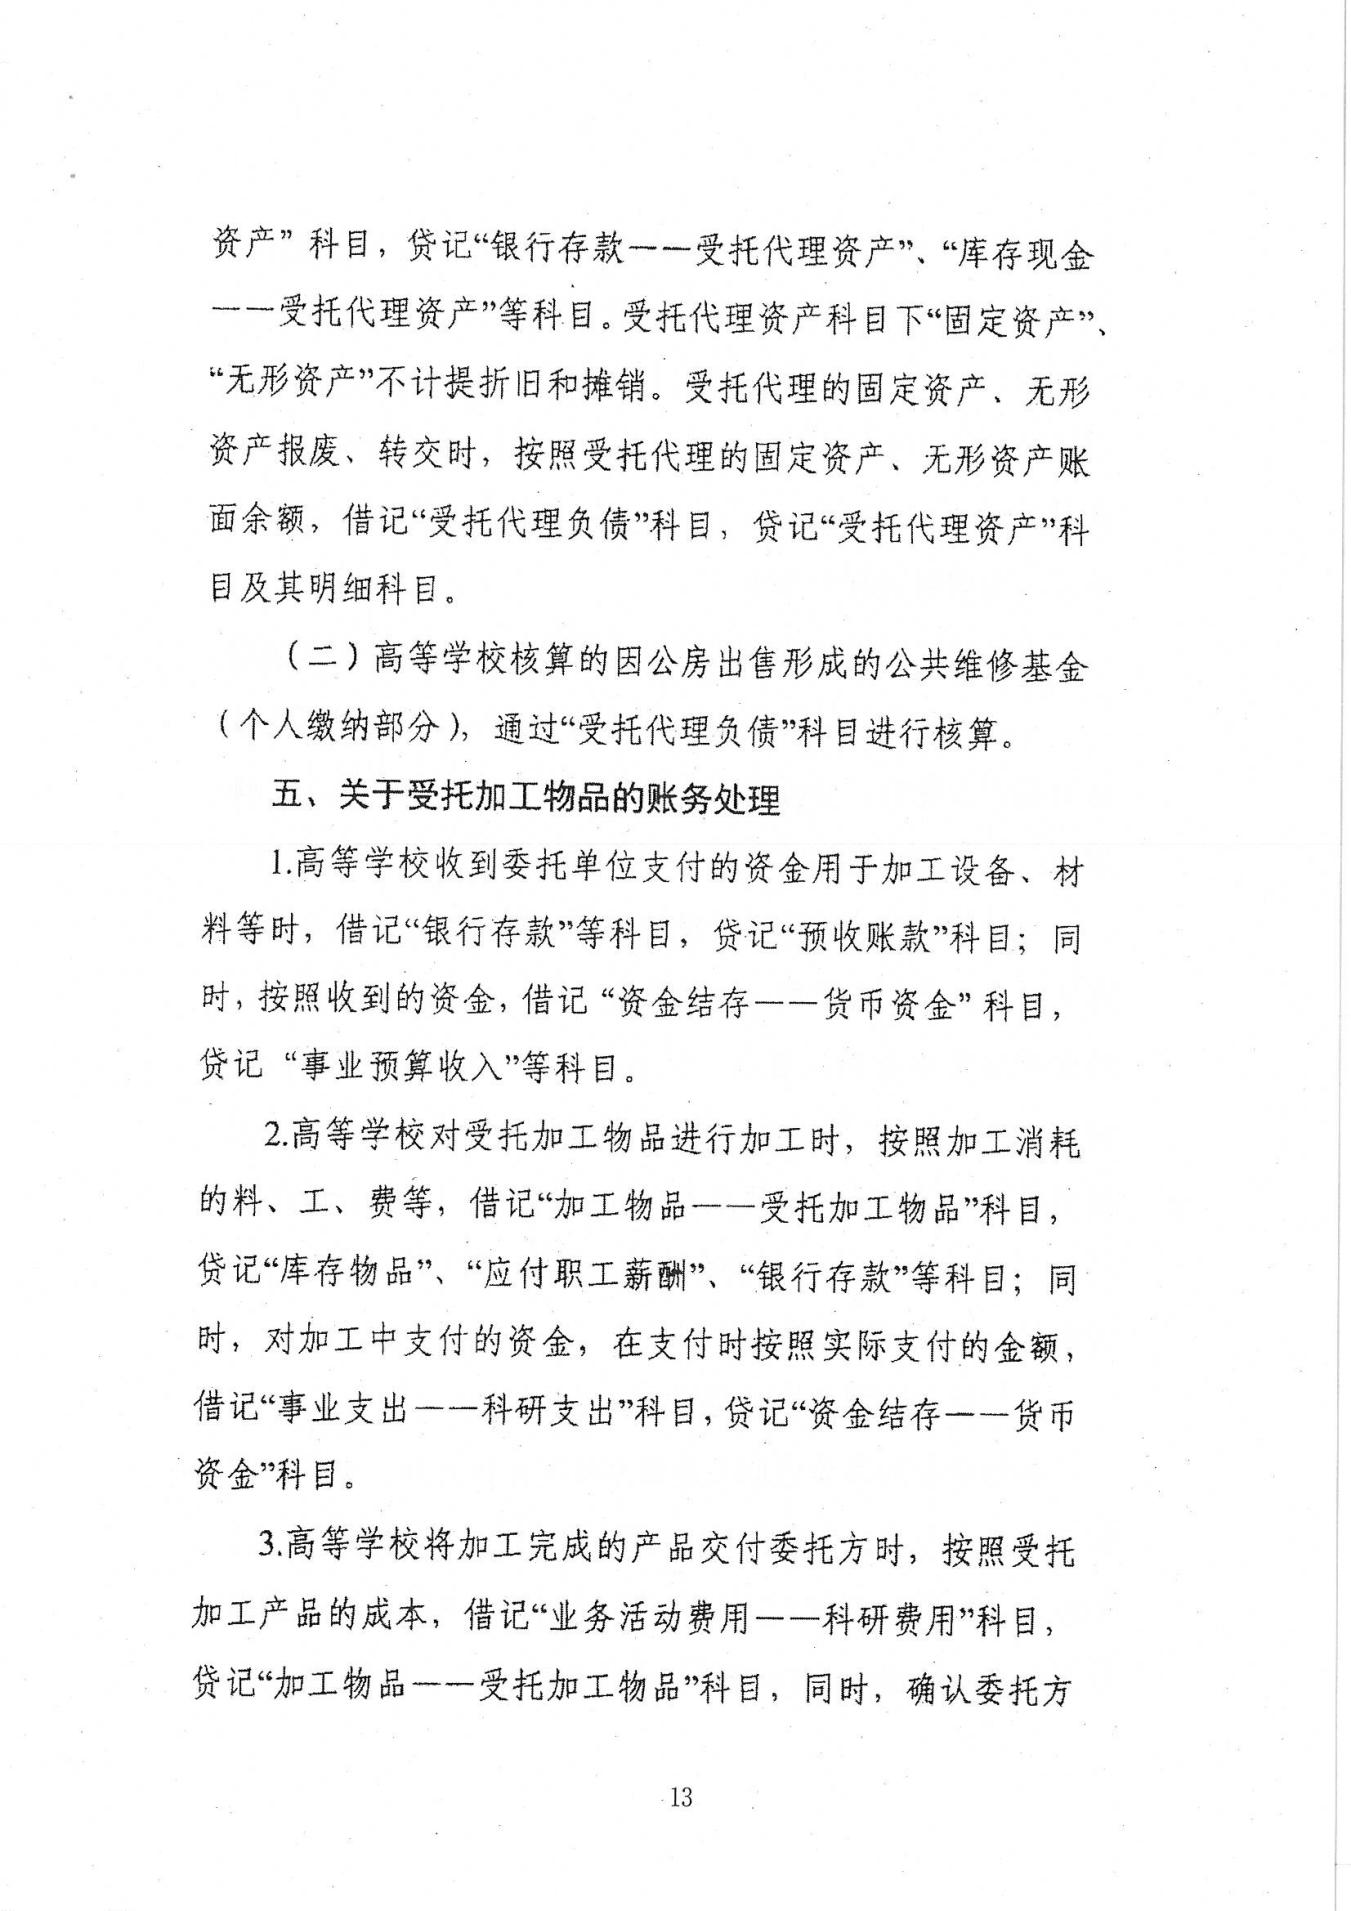 资产” 科目，贷记“银行存款——受托代理资产”、“库存现金
——受托代理资产”等科目。受托代理资产科目下“固定资产”、
“无形资产”不计提折旧和摊销。受托代理的固定资产、无形
资产报废、转交时，按照受托代理的固定资产、无形资产账
面余额，借记“受托代理负债”科目，贷记“受托代理资产”科
目及其明细科目。
（二）高等学校核算的因公房出售形成的公共维修基金
（个人缴纳部分），通过“受托代理负债”科目进行核算。
五、关于受托加工物品的账务处理
1.高等学校收到委托单位支付的资金用于加工设备、材
料等时，借记“银行存款”等科目，贷记“预收账款”科目；同
时，按照收到的资金，借记 “资金结存——货币资金” 科目，
贷记 “事业预算收入”等科目。
2.高等学校对受托加工物品进行加工时，按照加工消耗
的料、工、费等，借记“加工物品——受托加工物品”科目，
贷记“库存物品”、“应付职工薪酬”、“银行存款”等科目；同
时，对加工中支付的资金，在支付时按照实际支付的金额，
借记“事业支出——科研支出”科目，贷记“资金结存——货币
资金”科目。
3.高等学校将加工完成的产品交付委托方时，按照受托
加工产品的成本，借记“业务活动费用——科研费用”科目，
贷记“加工物品——受托加工物品”科目，同时，确认委托方
13